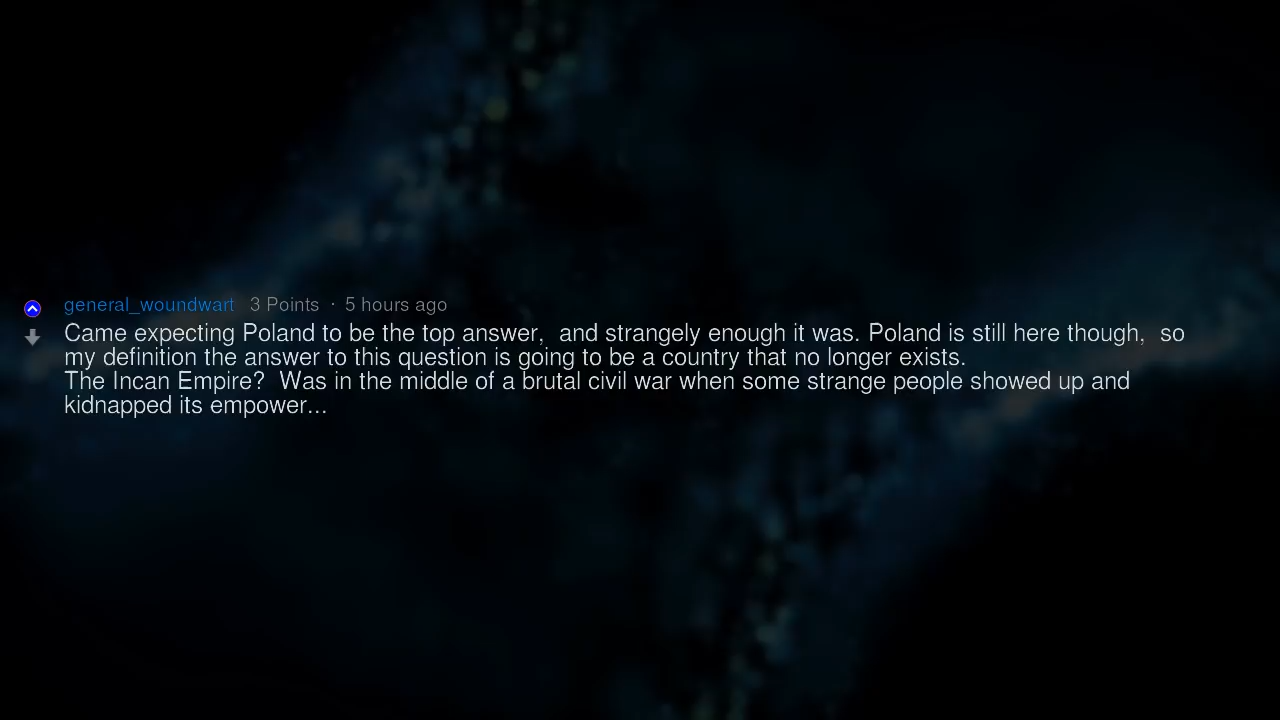 general_woundwart 3 Points · 5 hours ago
Came expecting Poland to be the top answer,  and strangely enough it was. Poland is still here though,  so
my definition the answer to this question is going to be a country that no longer exists.
The Incan Empire?  Was in the middle of a brutal civil war when some strange people showed up and
kidnapped its empower...